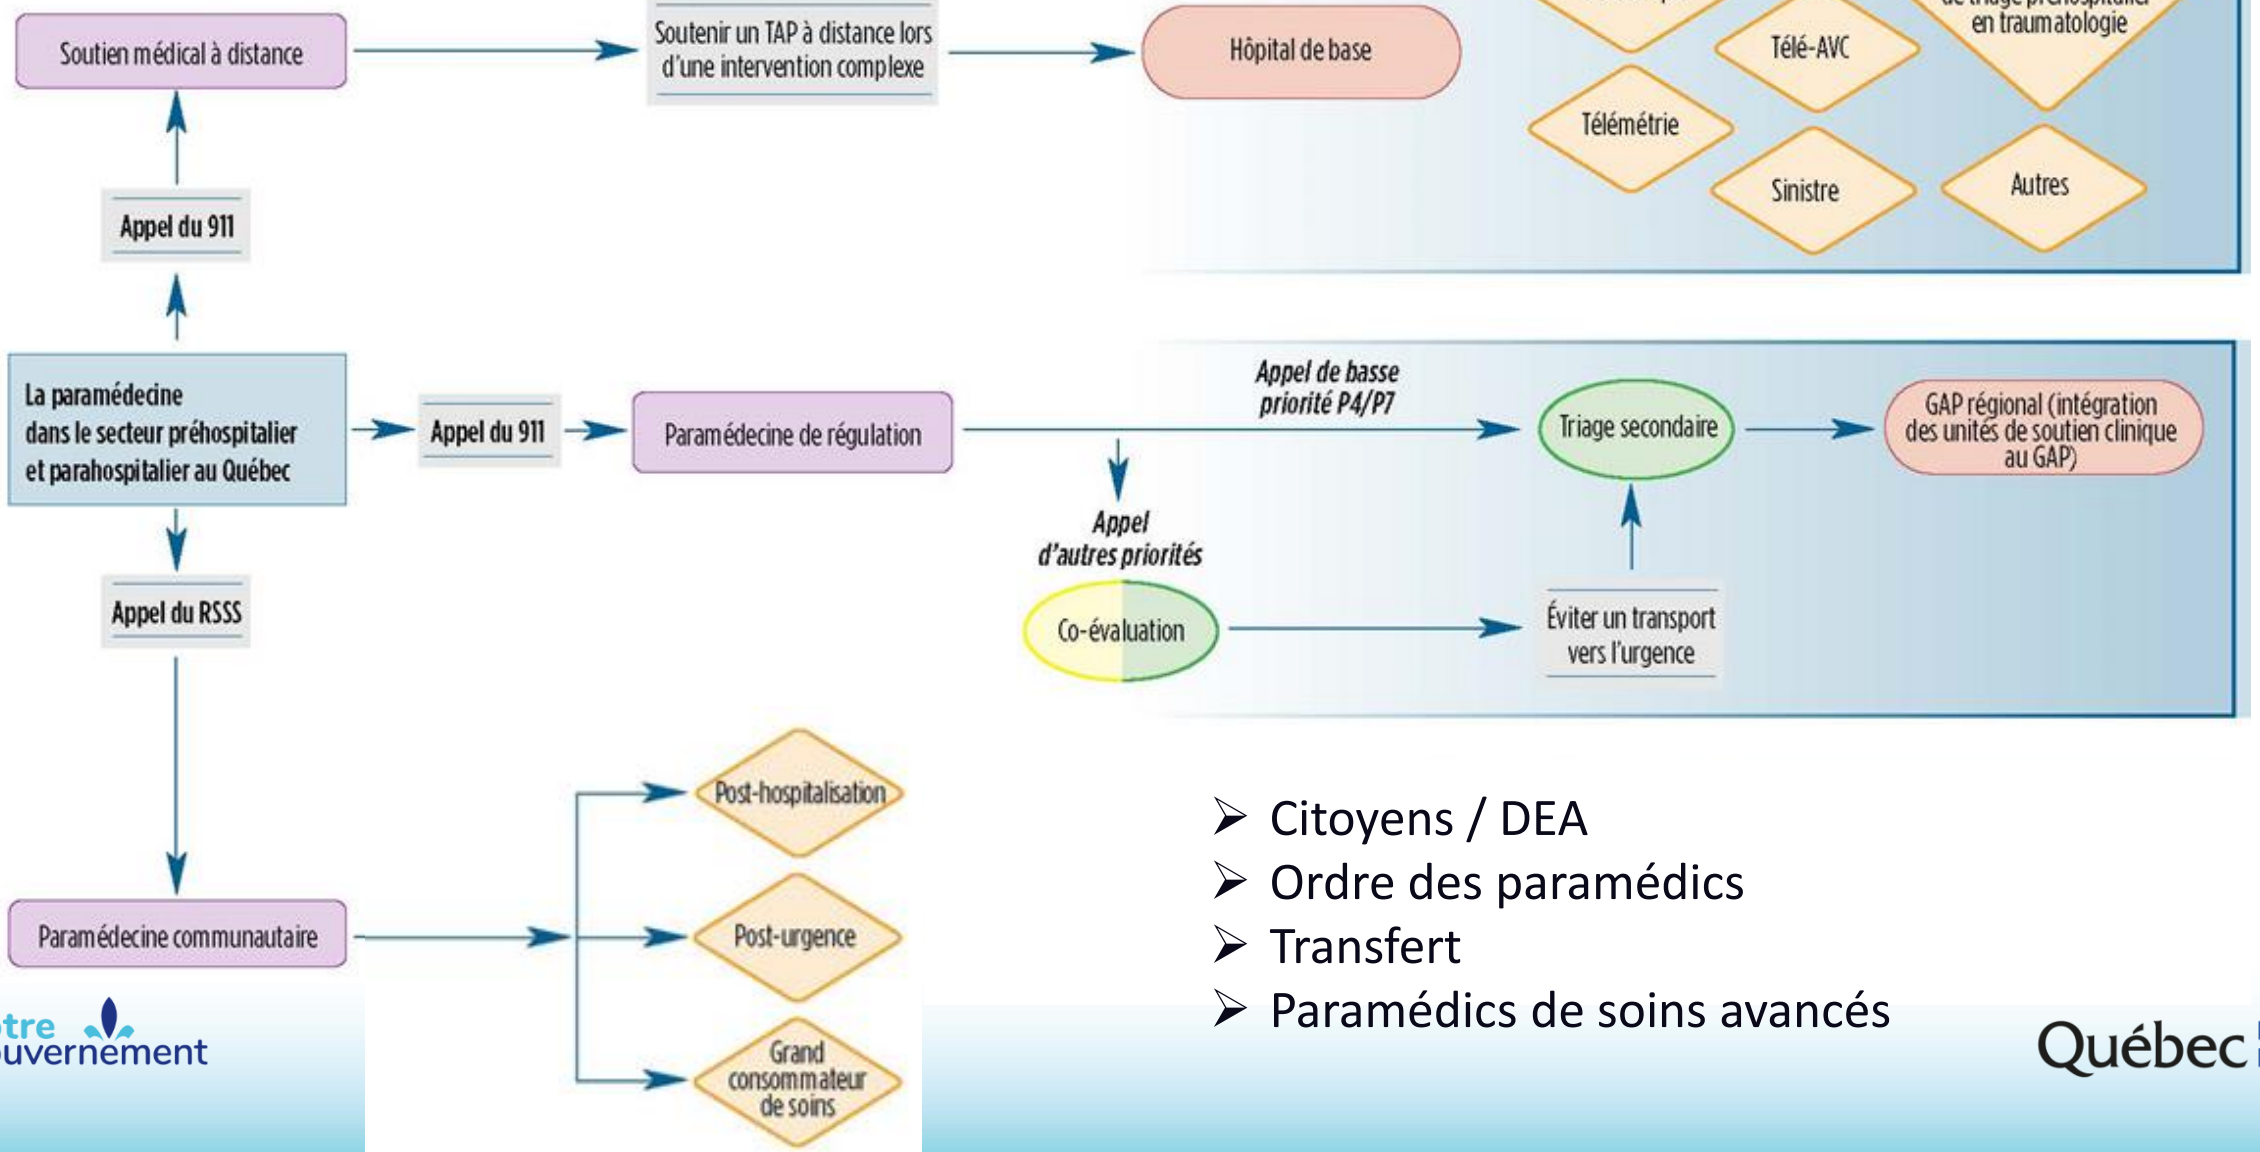 Soutien médical à distance
Soutenir un TAP à distance lors
d'une intervention complexe
Hôpital de base
en traumatologie
Télé-AVC
Télémétrie
Sinistre
Autres
Appel du 911
La paramédecine
dans le secteur préhospitalier
et parahospitalier au Québec
Appel du 911
Paramédecine de régulation
Appel de basse
priorité P4/P7
Triage secondaire
GAP régional (intégration
des unités de soutien clinique
au GAP)
Appel
d'autres priorités
Co-évaluation
Éviter un transport
vers l'urgence
Appel du RSSS
Paramédecine communautaire
Post-hospitalisation
Post-urgence
Grand
consommateur
de soins
➢ Citoyens / DEA
➢ Ordre des paramédics
➢ Transfert
➢ Paramédics de soins avancés
Québec